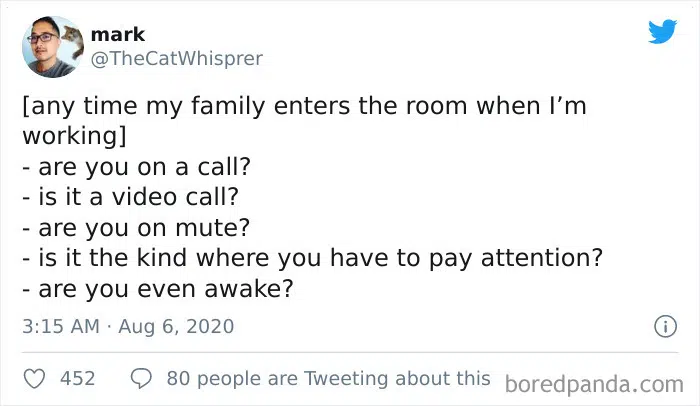 mark
@TheCatWhisprer
[any time my family enters the room when I’m
working]
- are you on a call?
- is it a video call?
- are you on mute?
- is it the kind where you have to pay attention?
- are you even awake?
3:15 AM · Aug 6, 2020
452 80 people are Tweeting about this
boredpanda.com